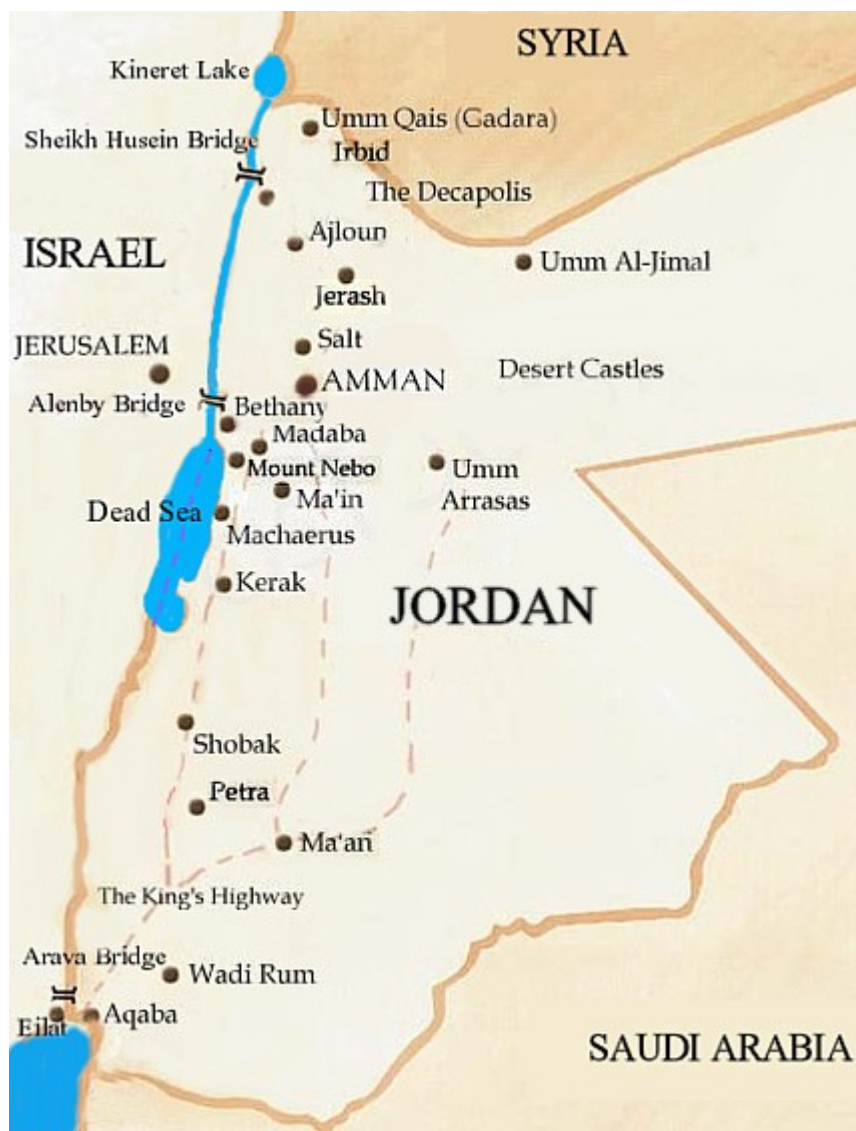 SYRIA
Kineret Lake
Umm Qais (Gadara)
Sheikh Husein Bridge
Irbid
The Decapolis
Ajloun
ISRAEL
Umm Al-Jimal
Jerash
Salt
JERUSALEM
Desert Castles
AMMAN
Alenby Bridge
Bethany
Madaba
Mount Nebo
Umm
Arrasas
Ma'in
Dead Sea
Machaerus
Kerak
JORDAN
Shobak
Petra
Ma'an
The King's Highway
Arava Bridge
Wadi Rum
Eilat
Aqaba
SAUDI ARABIA